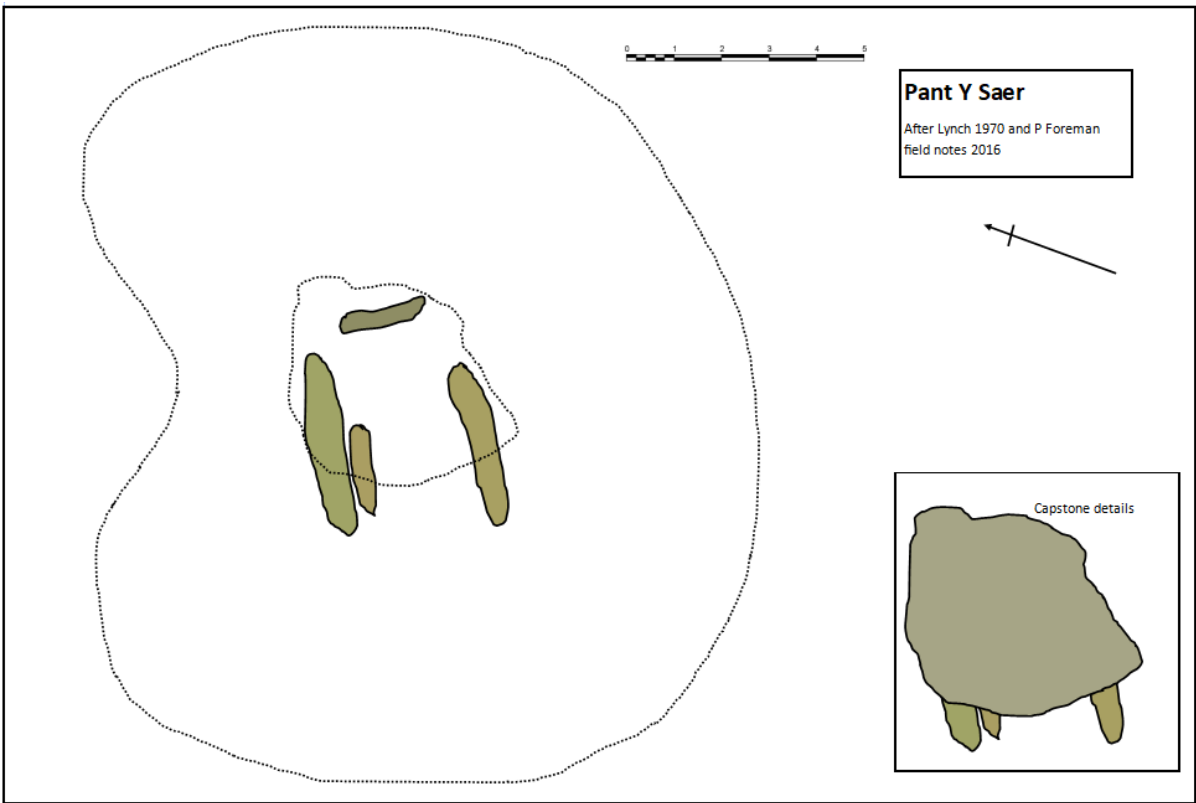 0 1 2 3 4 5
Pant Y Saer
After Lynch 1970 and P Foreman
field notes 2016
Capstone details